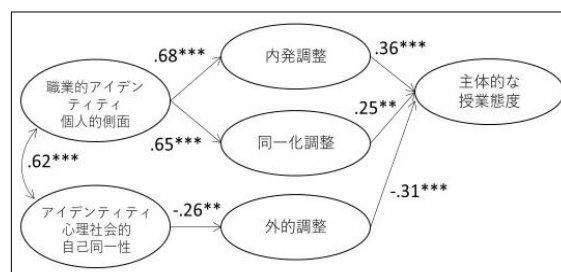 .68***
内発調整
.36***
職業的アイデン
ティティ
個人的側面
主体的な
授業態度
.25**
.65***
同一化調整
.62***
-.31***
-.26**
アイデンティティ
心理社会的
自己同一性
外的調整